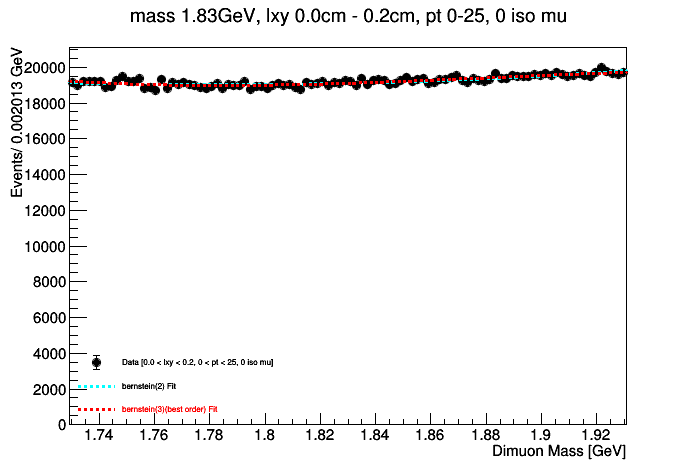 mass 1.83GeV, lxy 0.0cm - 0.2cm, pt 0-25, 0 iso mu
Events/ 0.002013 GeV
20000
18000
16000
14000
12000
10000
8000
6000
4000
2000
0
Data [0.0 < lxy < 0.2, 0 < pt < 25, 0 iso mu]
bernstein(2) Fit
bernstein(3)(best order) Fit
1.74 1.76 1.78 1.8 1.82 1.84 1.86 1.88 1.9 1.92
Dimuon Mass [GeV]